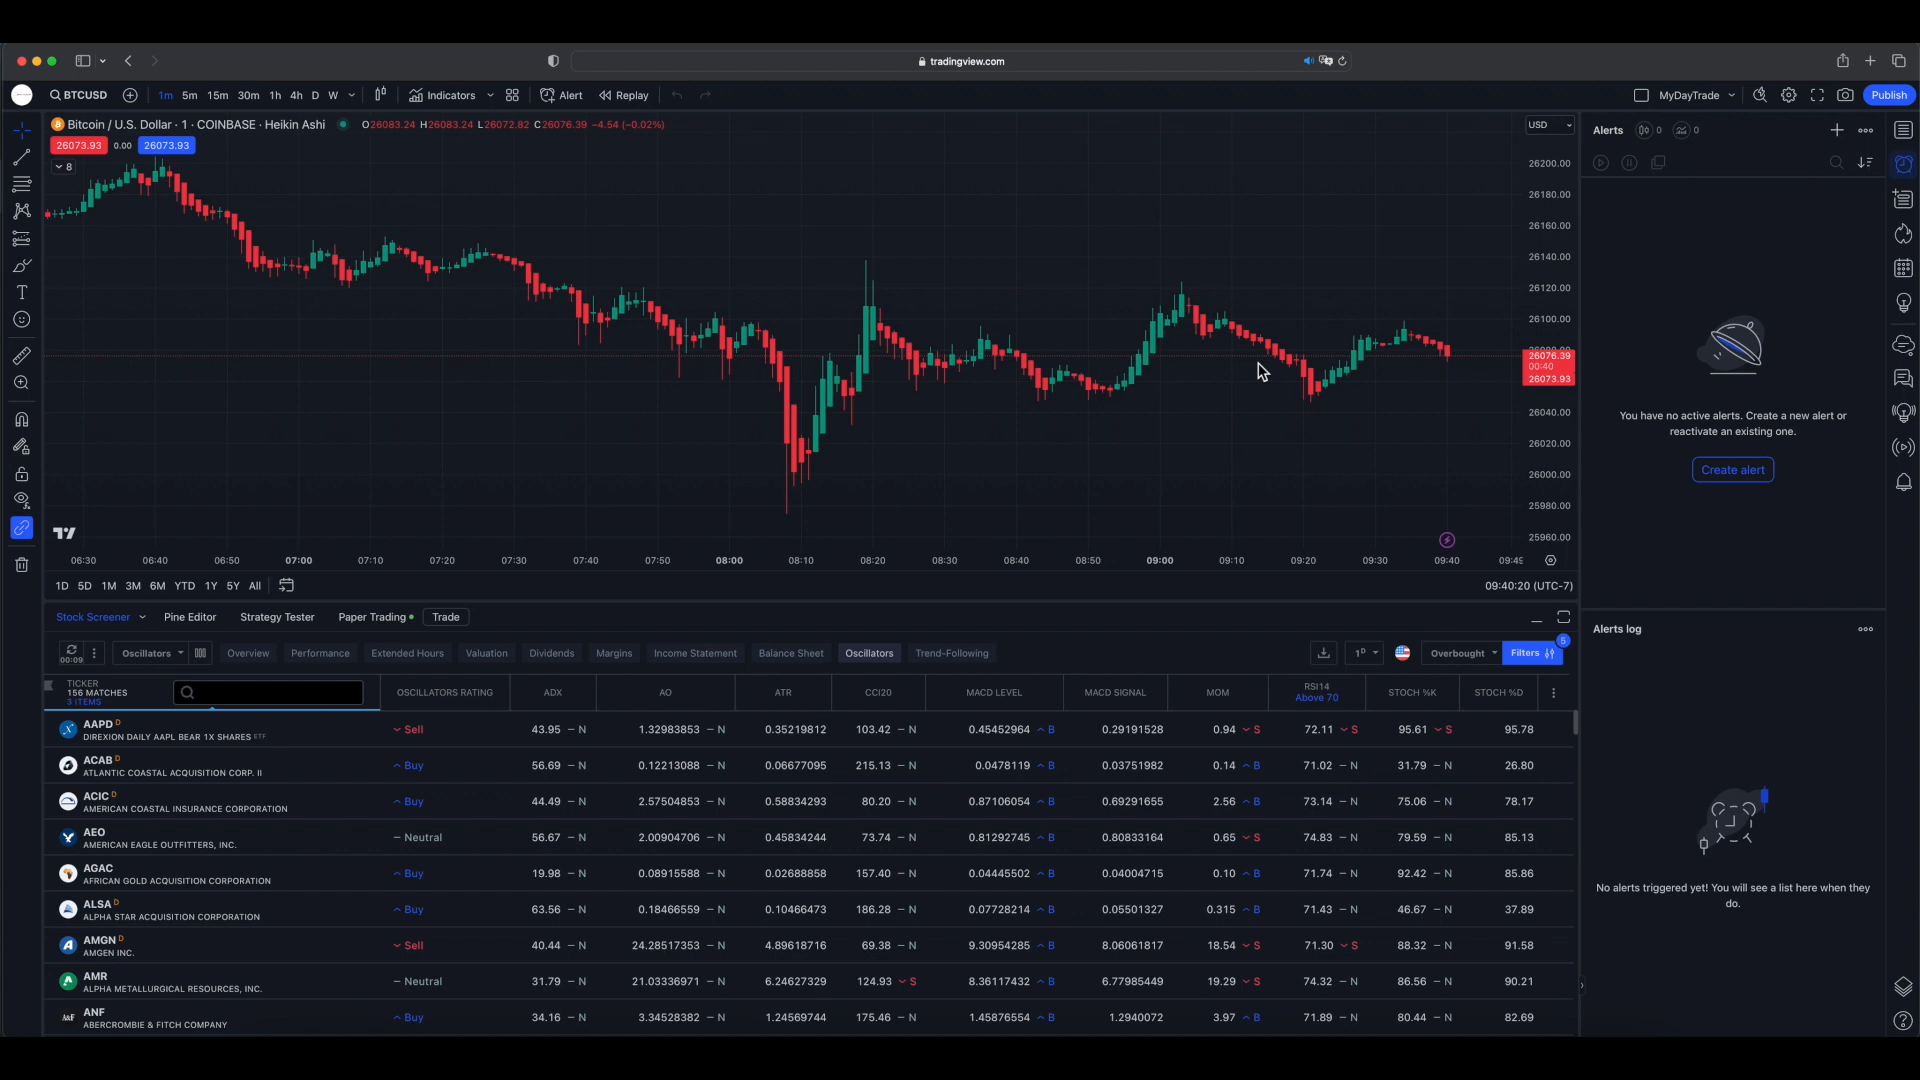 tradingview.com
BTCUSD 1m 5m 15m 30m 1h 4h D W Indicators Alert Replay MyDayTrade Publish
Bitcoin / U.S. Dollar · 1 · COINBASE · Heikin Ashi O26083.24 H26083.24 L26072.82 C26076.39 −4.54 (−0.02%) USD
26073.93 0.00 26073.93
8
26200.00
26180.00
26160.00
26140.00
26120.00
26100.00
26076.39
00:40
26073.93
26040.00
26020.00
26000.00
25980.00
25960.00
06:30 06:40 06:50 07:00 07:10 07:20 07:30 07:40 07:50 08:00 08:10 08:20 08:30 08:40 08:50 09:00 09:10 09:20 09:30 09:40
1D 5D 1M 3M 6M YTD 1Y 5Y All 09:40:20 (UTC-7)
Alerts 0 0
You have no active alerts. Create a new alert or
reactivate an existing one.
Create alert
Alerts log
No alerts triggered yet! You will see a list here when they
do.
Stock Screener Pine Editor Strategy Tester Paper Trading Trade
00:09 Oscillators Overview Performance Extended Hours Valuation Dividends Margins Income Statement Balance Sheet Oscillators Trend-Following 1D Overbought Filters 5
TICKER
156 MATCHES
3 ITEMS
OSCILLATORS RATING ADX AO ATR CCI20 MACD LEVEL MACD SIGNAL MOM RSI14 STOCH %K STOCH %D
Above 70
AAPD D Sell 43.95 — N 1.32983853 — N 0.35219812 103.42 — N 0.45452964 B 0.29191528 0.94 S 72.11 S 95.61 S 95.78
DIREXION DAILY AAPL BEAR 1X SHARES ETF
ACAB D Buy 56.69 — N 0.12213088 — N 0.06677095 215.13 — N 0.0478119 B 0.03751982 0.14 B 71.02 — N 31.79 — N 26.80
ATLANTIC COASTAL ACQUISITION CORP. II
ACIC D Buy 44.49 — N 2.57504853 — N 0.58834293 80.20 — N 0.87106054 B 0.69291655 2.56 B 73.14 — N 75.06 — N 78.17
AMERICAN COASTAL INSURANCE CORPORATION
AEO — Neutral 56.67 — N 2.00904706 — N 0.45834244 73.74 — N 0.81292745 B 0.80833164 0.65 S 74.83 — N 79.59 — N 85.13
AMERICAN EAGLE OUTFITTERS, INC.
AGAC Buy 19.98 — N 0.08915588 — N 0.02688858 157.40 — N 0.04445502 B 0.04004715 0.10 B 71.74 — N 92.42 — N 85.86
AFRICAN GOLD ACQUISITION CORPORATION
ALSA D Buy 63.56 — N 0.18466559 — N 0.10466473 186.28 — N 0.07728214 B 0.05501327 0.315 B 71.43 — N 46.67 — N 37.89
ALPHA STAR ACQUISITION CORPORATION
AMGN D Sell 40.44 — N 24.28517353 — N 4.89618716 69.38 — N 9.30954285 B 8.06061817 18.54 S 71.30 S 88.32 — N 91.58
AMGEN INC.
AMR — Neutral 31.79 — N 21.03336971 — N 6.24627329 124.93 S 8.36117432 B 6.77985449 19.29 S 74.32 — N 86.56 — N 90.21
ALPHA METALLURGICAL RESOURCES, INC.
A&F ANF Buy 34.16 — N 3.34528382 — N 1.24569744 175.46 — N 1.45876554 B 1.2940072 3.97 B 71.89 — N 80.44 — N 82.69
ABERCROMBIE & FITCH COMPANY